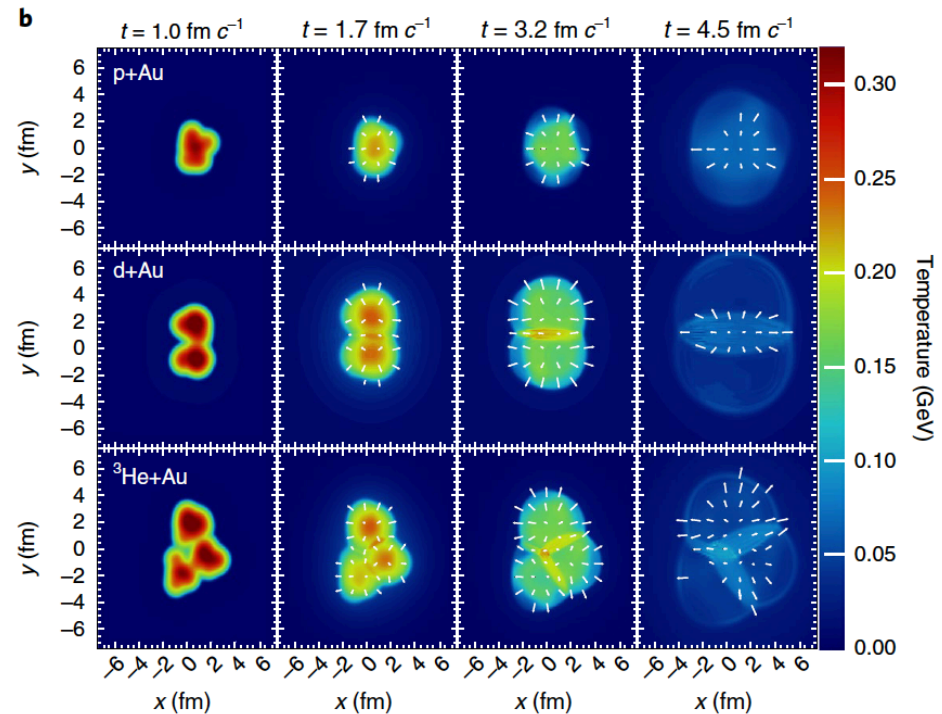 b
t = 1.0 fm c⁻¹ t = 1.7 fm c⁻¹ t = 3.2 fm c⁻¹ t = 4.5 fm c⁻¹
p+Au
6
4
2
0
−2
−4
−6
y (fm)
d+Au
6
4
2
0
−2
−4
−6
y (fm)
³He+Au
6
4
2
0
−2
−4
−6
y (fm)
−6 −4 −2 0 2 4 6 −6 −4 −2 0 2 4 6 −6 −4 −2 0 2 4 6 −6 −4 −2 0 2 4 6
x (fm) x (fm) x (fm) x (fm)
0.30
0.25
0.20
0.15
0.10
0.05
0.00
Temperature (GeV)